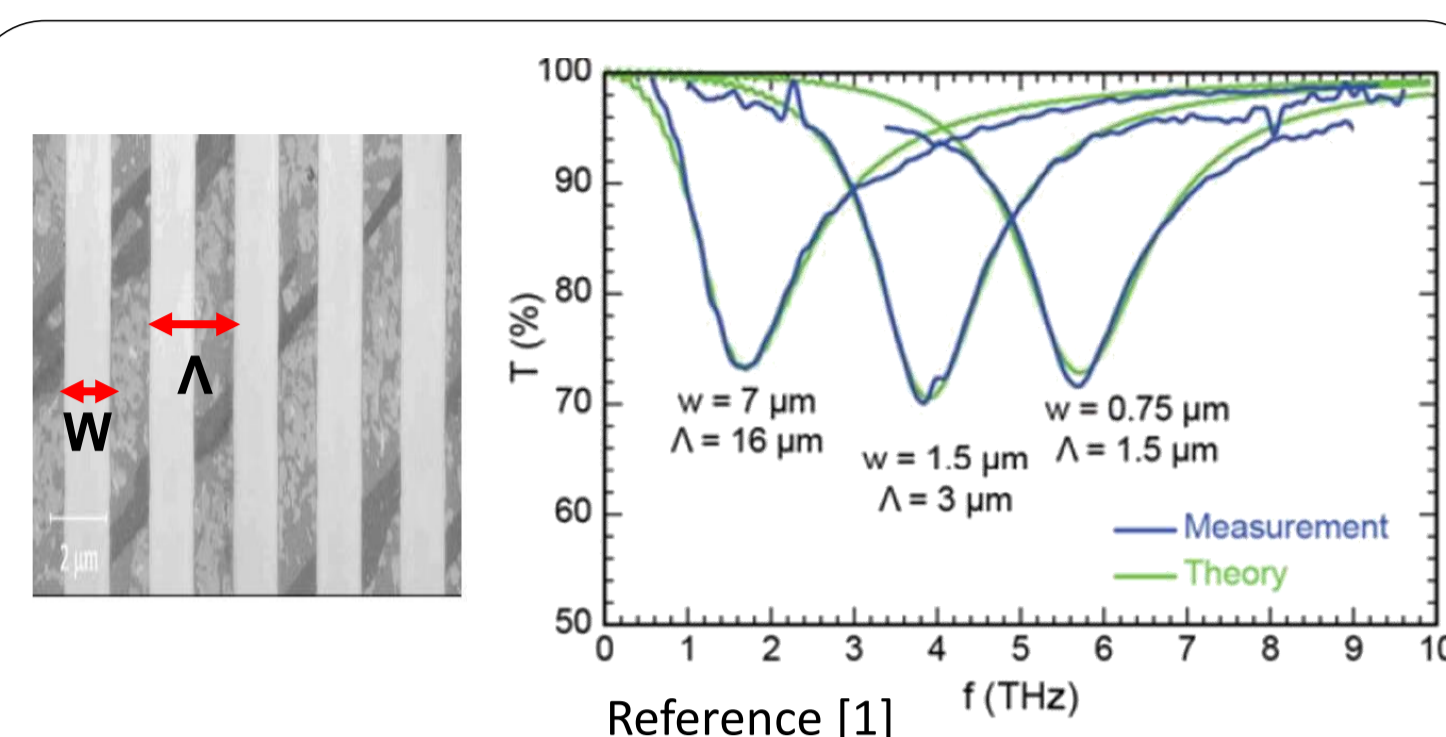 Λ
W
2 μm
100
90
80
70
60
50
T (%)
w = 7 μm
Λ = 16 μm
w = 1.5 μm
Λ = 3 μm
w = 0.75 μm
Λ = 1.5 μm
Measurement
Theory
0 1 2 3 4 5 6 7 8 9 10
f (THz)
Reference [1]